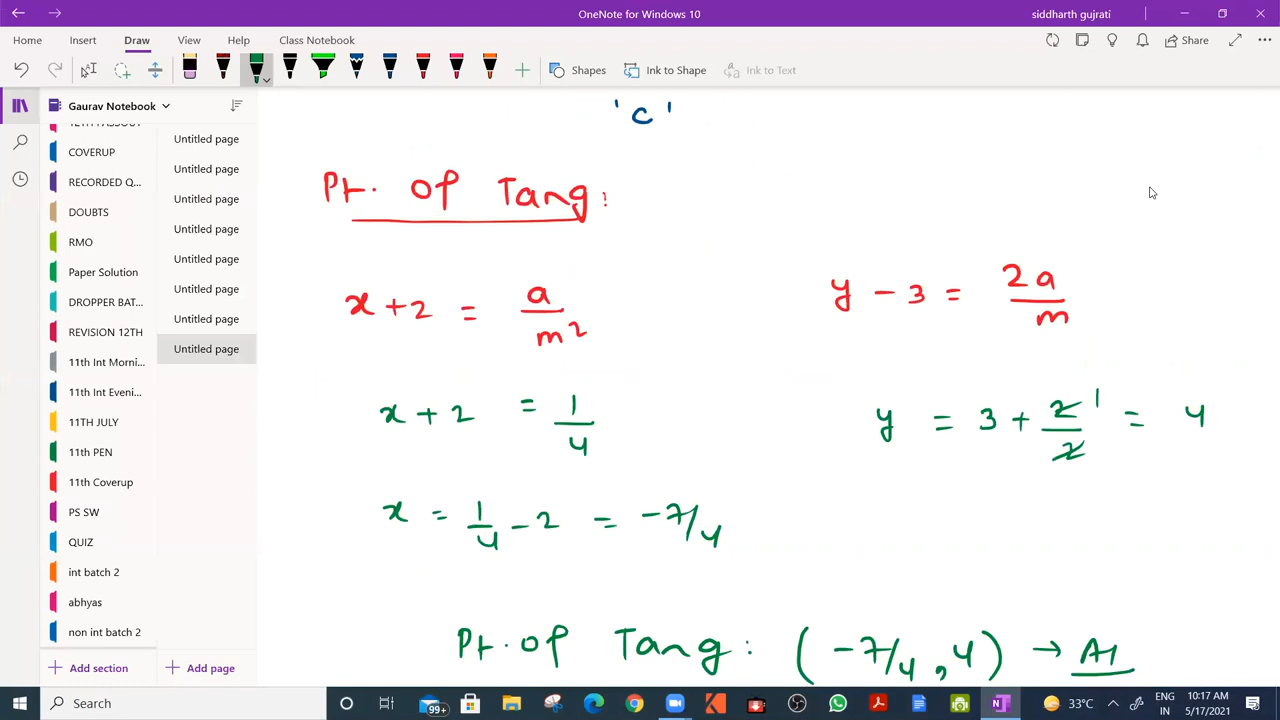 OneNote for Windows 10
siddharth gujrati
Home Insert Draw View Help Class Notebook
Share
Shapes Ink to Shape Ink to Text
Gaurav Notebook
COVERUP
RECORDED Q...
DOUBTS
RMO
Paper Solution
DROPPER BAT...
REVISION 12TH
11th Int Morni...
11th Int Eveni...
11TH JULY
11TH PEN
11th Coverup
PS SW
QUIZ
int batch 2
abhyas
non int batch 2
Add section
Untitled page
Untitled page
Untitled page
Untitled page
Untitled page
Untitled page
Untitled page
Untitled page
Add page
'c'
Pt. Of Tang:
x + 2 = a/m²
y - 3 = 2a/m
x + 2 = 1/4
y = 3 + 2/2 1 = 4
x = 1/4 - 2 = -7/4
Pt. Of Tang: (-7/4, 4) →
Search
99+
33°C
ENG
IN
10:17 AM
5/17/2021